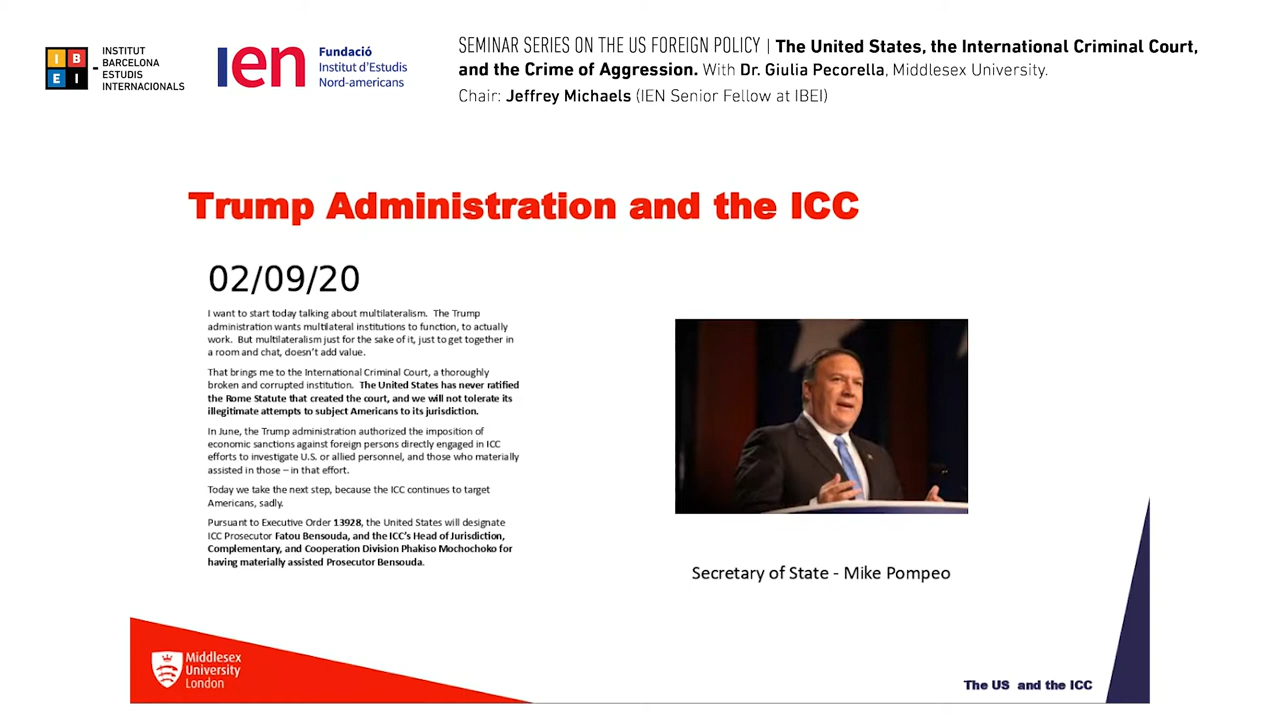 I B
E I
INSTITUT
BARCELONA
ESTUDIS
INTERNACIONALS
ien
Fundació
Institut d'Estudis
Nord-americans
SEMINAR SERIES ON THE US FOREIGN POLICY | The United States, the International Criminal Court,
and the Crime of Aggression. With Dr. Giulia Pecorella, Middlesex University.
Chair: Jeffrey Michaels (IEN Senior Fellow at IBEI)
Trump Administration and the ICC
02/09/20
I want to start today talking about multilateralism. The Trump
administration wants multilateral institutions to function, to actually
work. But multilateralism just for the sake of it, just to get together in
a room and chat, doesn't add value.
That brings me to the International Criminal Court, a thoroughly
broken and corrupted institution. The United States has never ratified
the Rome Statute that created the court, and we will not tolerate its
illegitimate attempts to subject Americans to its jurisdiction.
In June, the Trump administration authorized the imposition of
economic sanctions against foreign persons directly engaged in ICC
efforts to investigate U.S. or allied personnel, and those who materially
assisted in those – in that effort.
Today we take the next step, because the ICC continues to target
Americans, sadly.
Pursuant to Executive Order 13928, the United States will designate
ICC Prosecutor Fatou Bensouda, and the ICC's Head of Jurisdiction,
Complementary, and Cooperation Division Phakiso Mochochoko for
having materially assisted Prosecutor Bensouda.
Secretary of State - Mike Pompeo
Middlesex
University
London
The US and the ICC